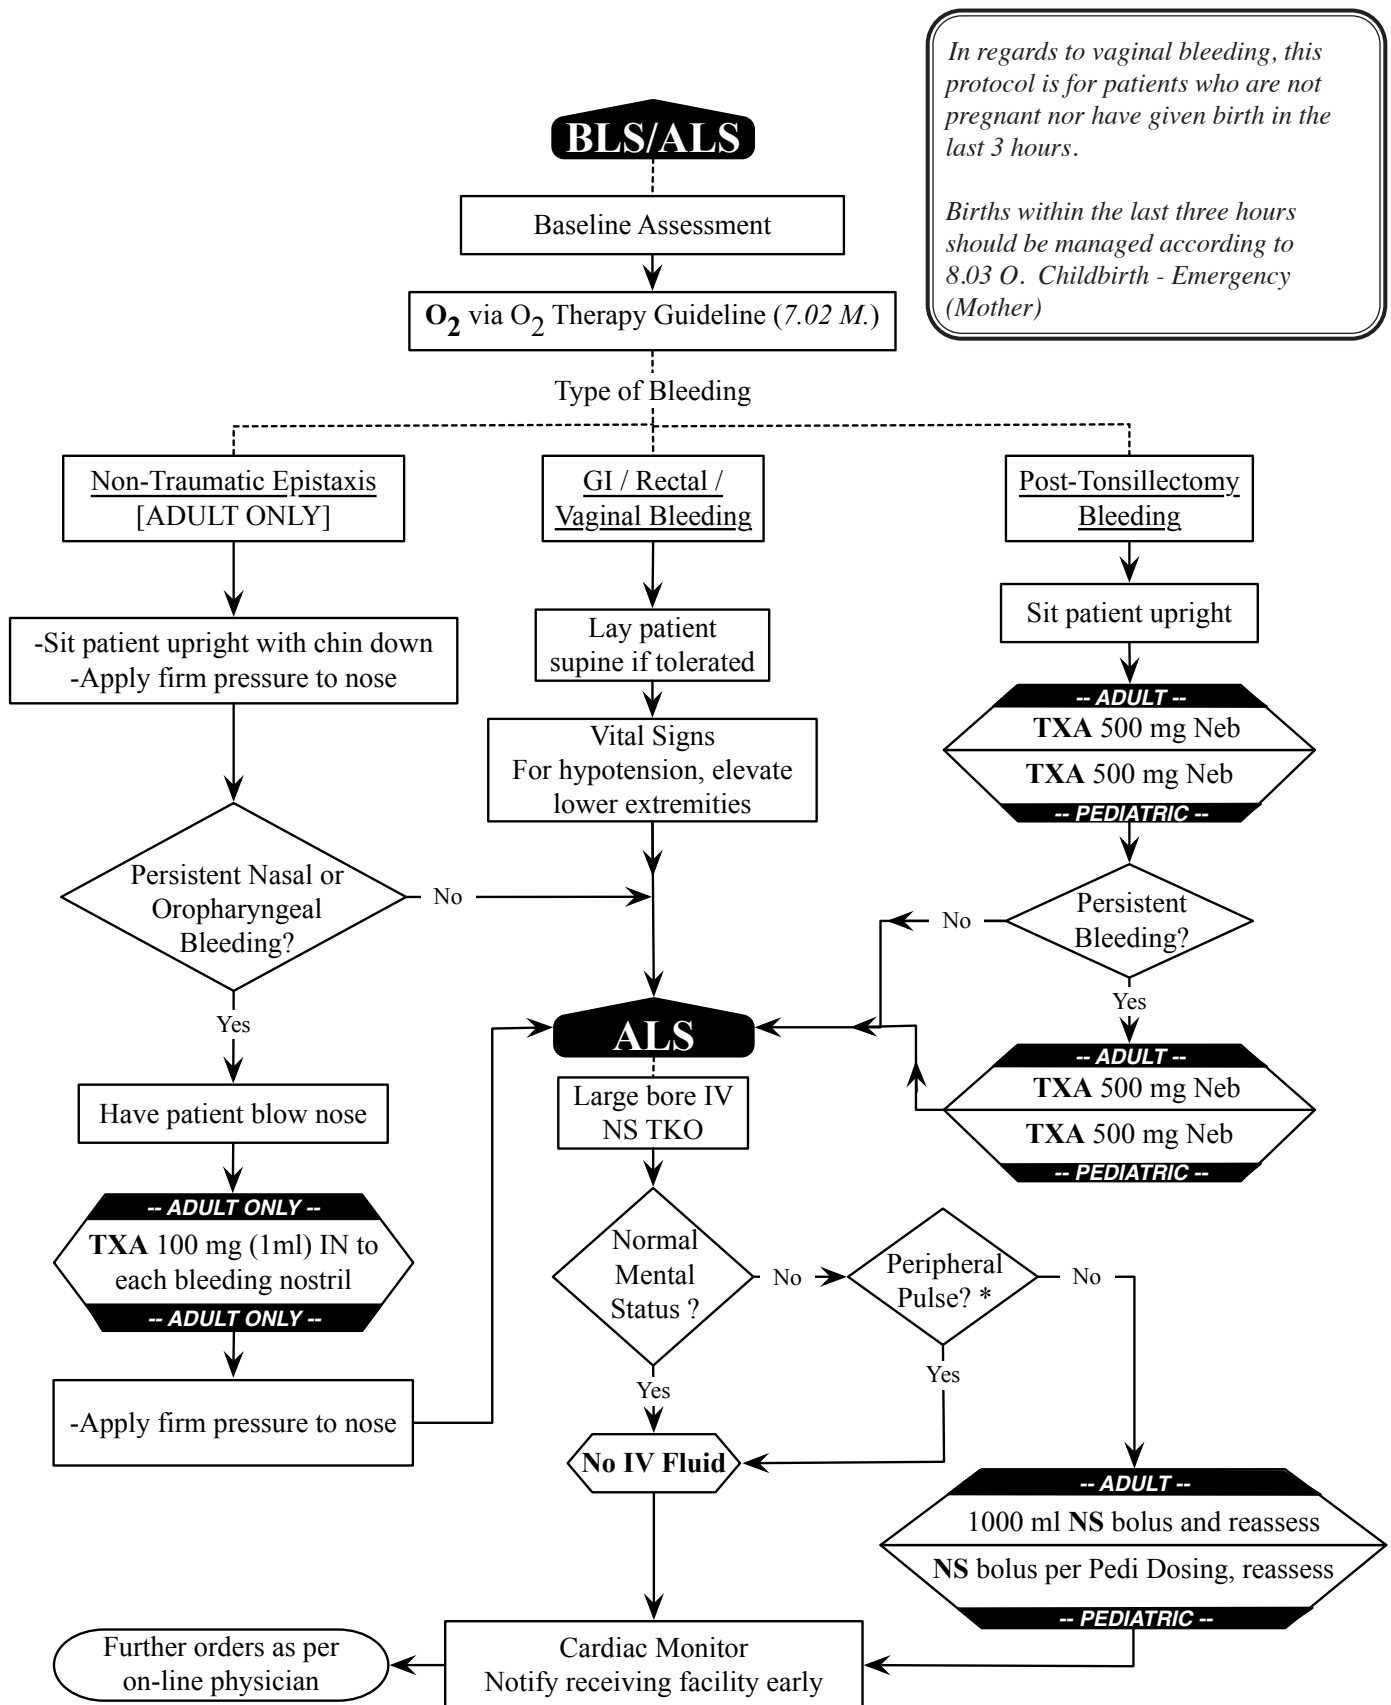 In regards to vaginal bleeding, this
protocol is for patients who are not
pregnant nor have given birth in the
last 3 hours.
Births within the last three hours
should be managed according to
8.03 O. Childbirth - Emergency
(Mother)
BLS/ALS
Baseline Assessment
O2 via O2 Therapy Guideline (7.02 M.)
Type of Bleeding
Non-Traumatic Epistaxis
[ADULT ONLY]
-Sit patient upright with chin down
-Apply firm pressure to nose
Persistent Nasal or
Oropharyngeal
Bleeding?
No
Yes
Have patient blow nose
-- ADULT ONLY --
TXA 100 mg (1ml) IN to
each bleeding nostril
-- ADULT ONLY --
-Apply firm pressure to nose
GI / Rectal /
Vaginal Bleeding
Lay patient
supine if tolerated
Vital Signs
For hypotension, elevate
lower extremities
Post-Tonsillectomy
Bleeding
Sit patient upright
-- ADULT --
TXA 500 mg Neb
TXA 500 mg Neb
-- PEDIATRIC --
Persistent
Bleeding?
No
Yes
-- ADULT --
TXA 500 mg Neb
TXA 500 mg Neb
-- PEDIATRIC --
ALS
Large bore IV
NS TKO
Normal
Mental
Status ?
No
Yes
Peripheral
Pulse? *
No
Yes
No IV Fluid
-- ADULT --
1000 ml NS bolus and reassess
NS bolus per Pedi Dosing, reassess
-- PEDIATRIC --
Cardiac Monitor
Notify receiving facility early
Further orders as per
on-line physician